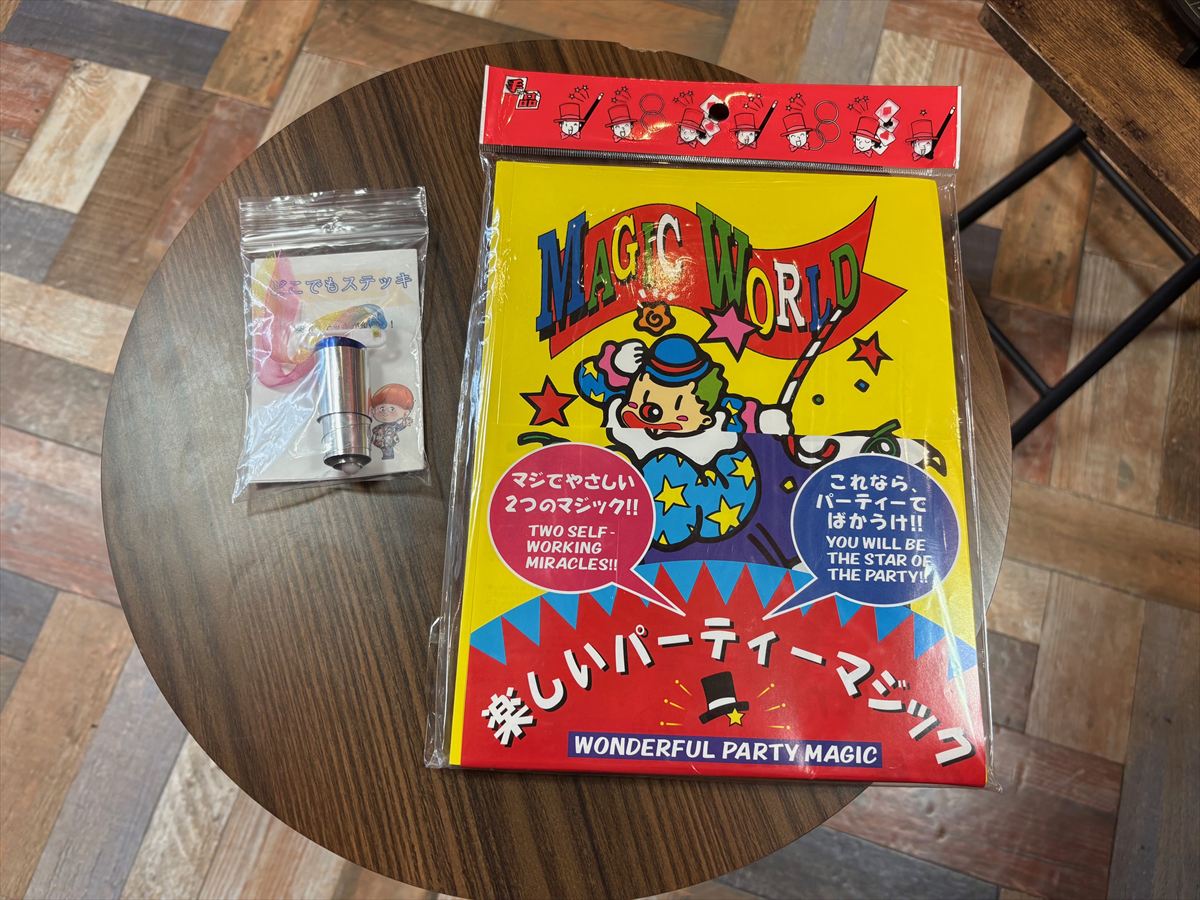 手品
どこでもステッキ
MAGIC WORLD
マジでやさしい
2つのマジック!!
TWO SELF-
WORKING
MIRACLES!!
これなら、
パーティーで
ばかうけ!!
YOU WILL BE
THE STAR OF
THE PARTY!!
楽しいパーティーマジック
WONDERFUL PARTY MAGIC